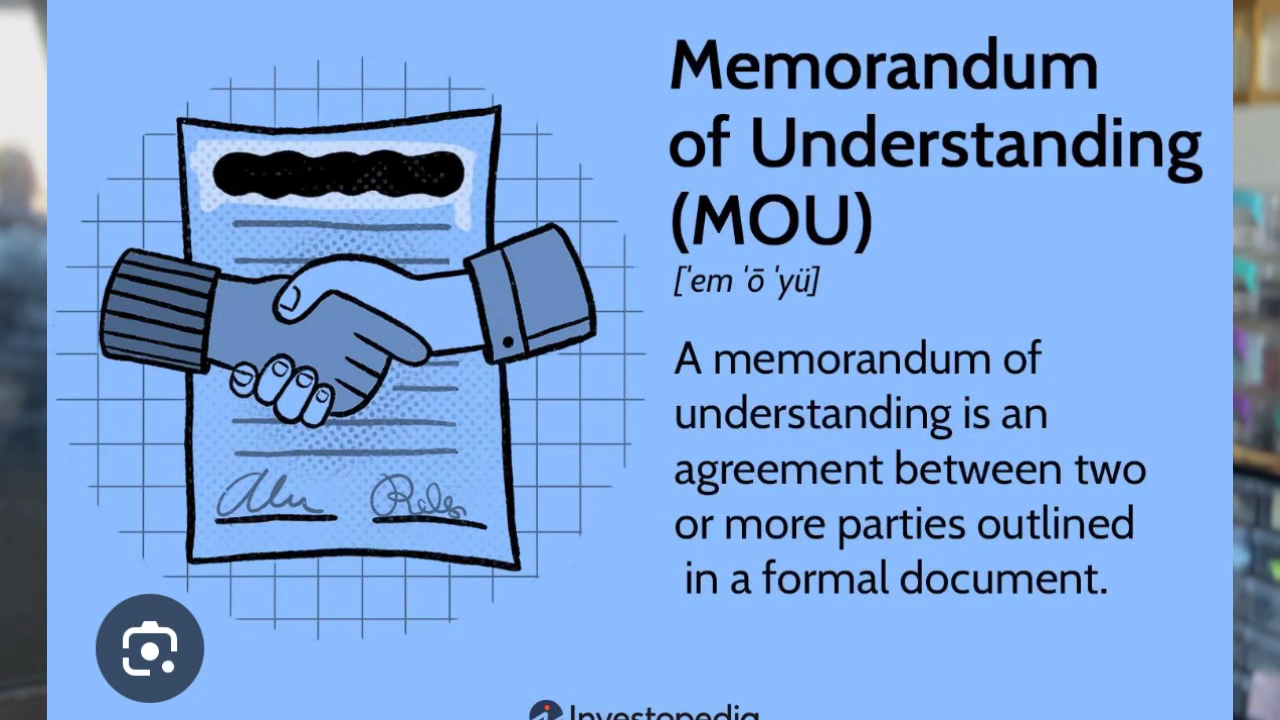 Memorandum
of Understanding
(MOU)
['em 'ō 'yü]
A memorandum of
understanding is an
agreement between two
or more parties outlined
in a formal document.
Investopedia